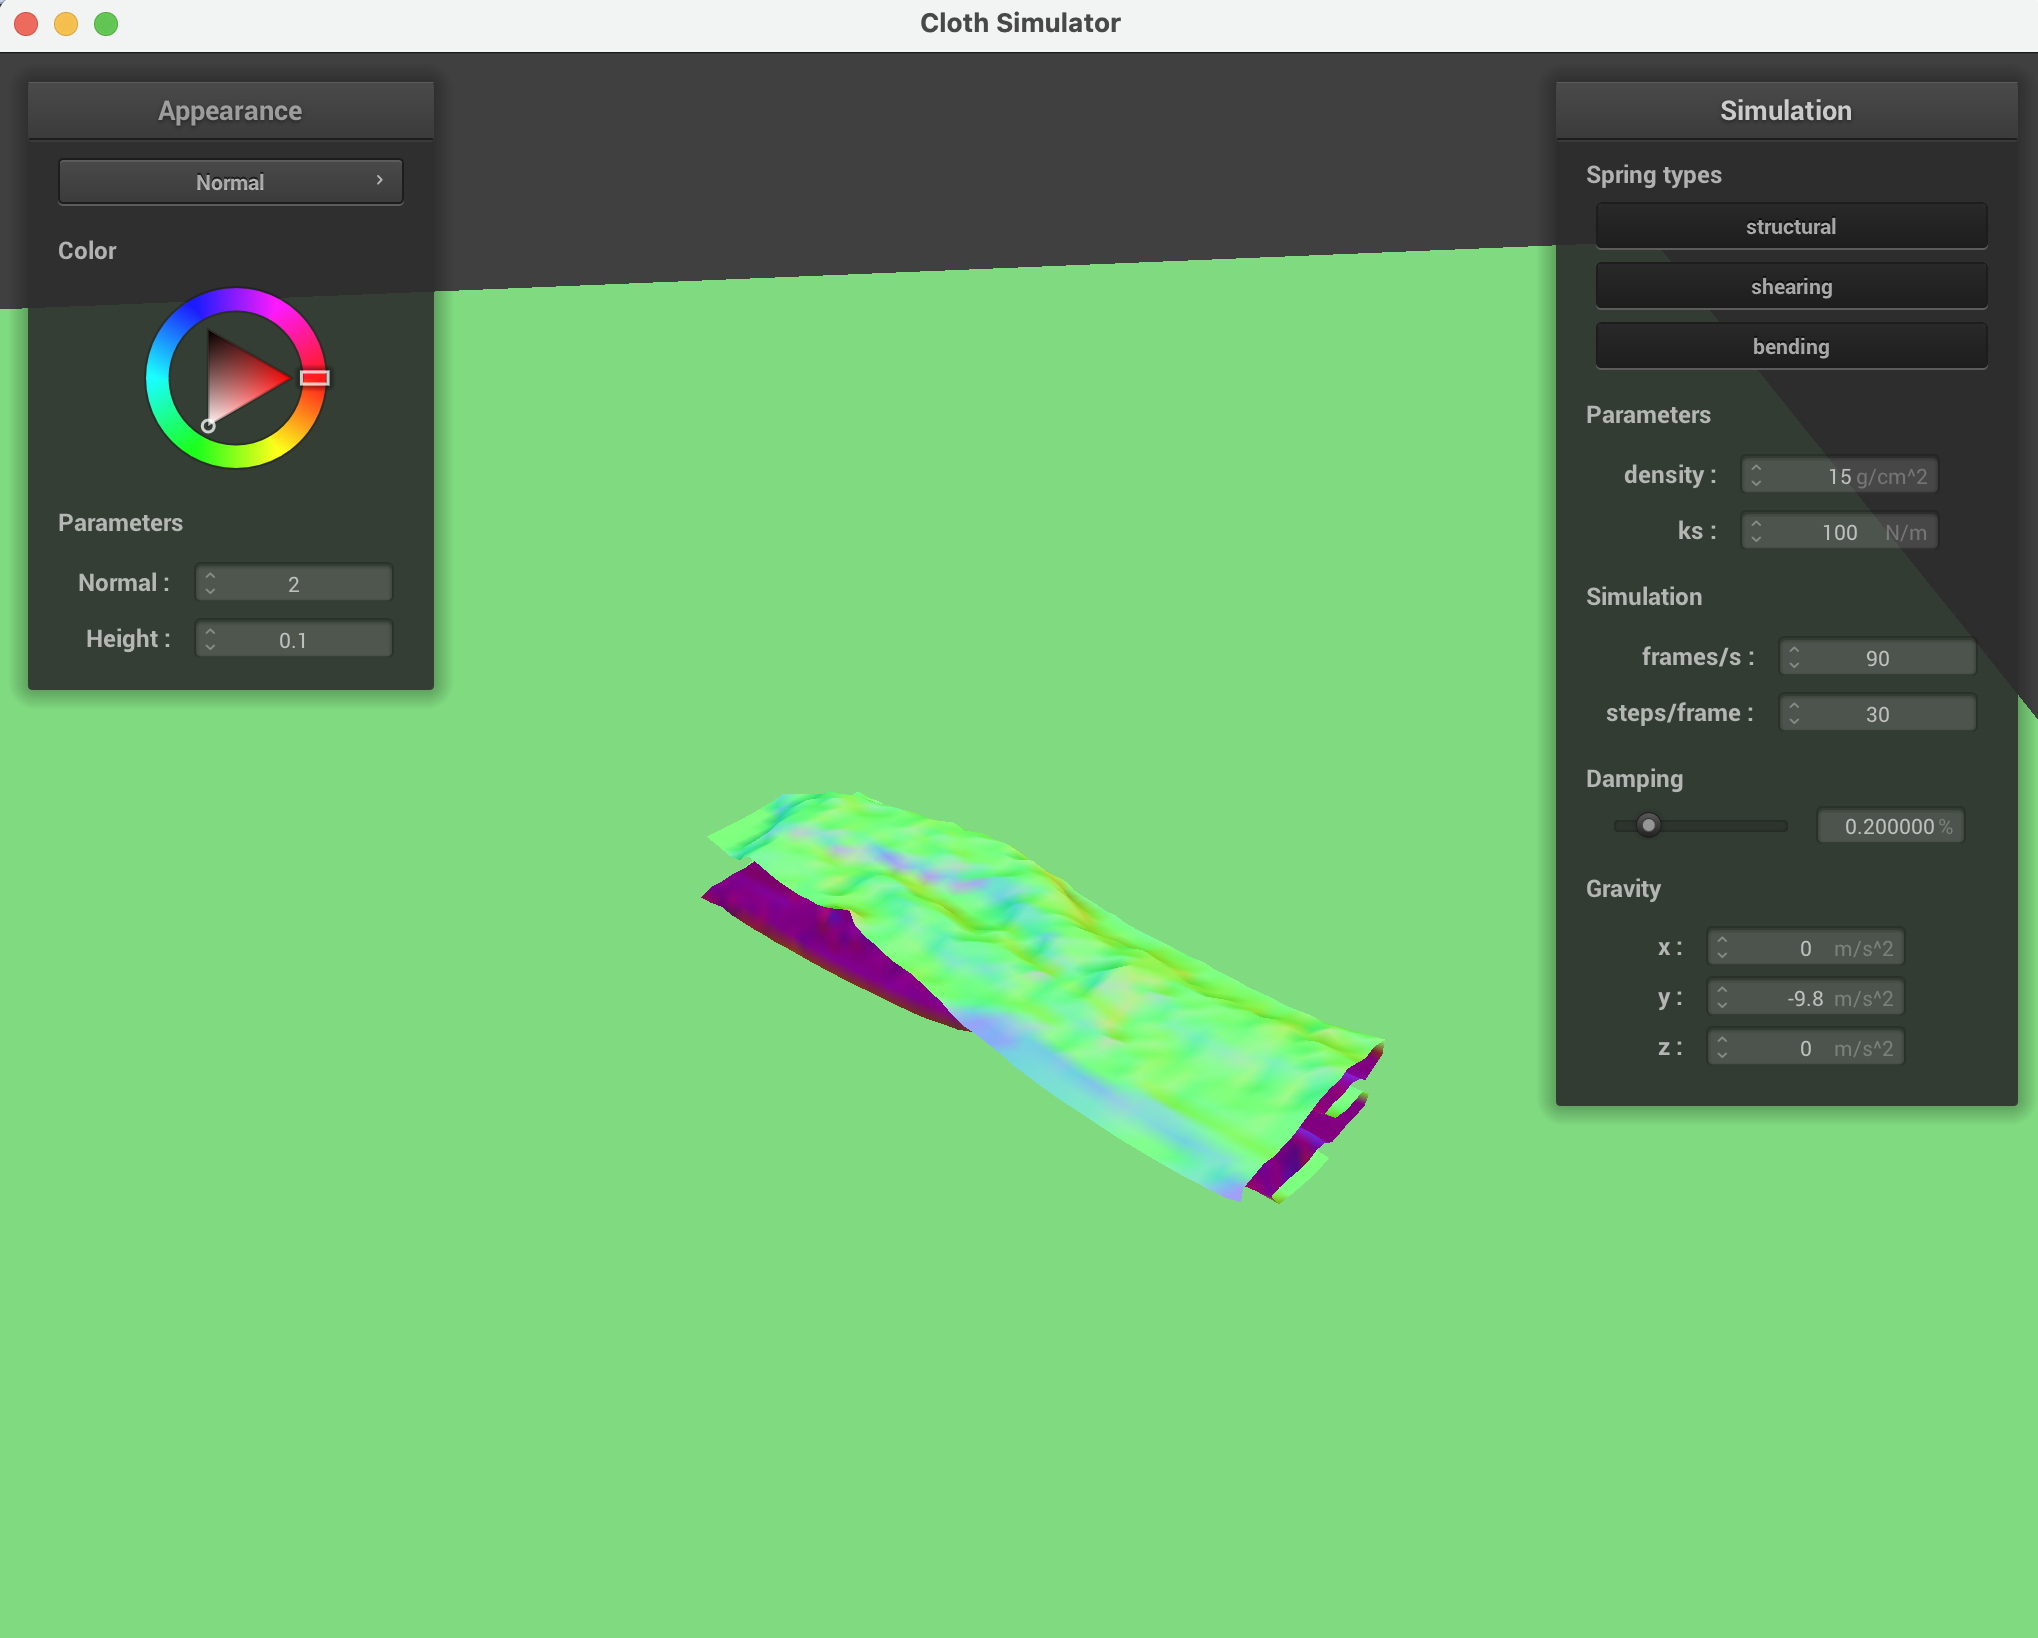 Cloth Simulator
Appearance
Normal
Color
Parameters
Normal : 2
Height : 0.1
Simulation
Spring types
structural
shearing
bending
Parameters
density : 15 g/cm^2
ks : 100 N/m
Simulation
frames/s : 90
steps/frame : 30
Damping
0.200000 %
Gravity
x : 0 m/s^2
y : -9.8 m/s^2
z : 0 m/s^2